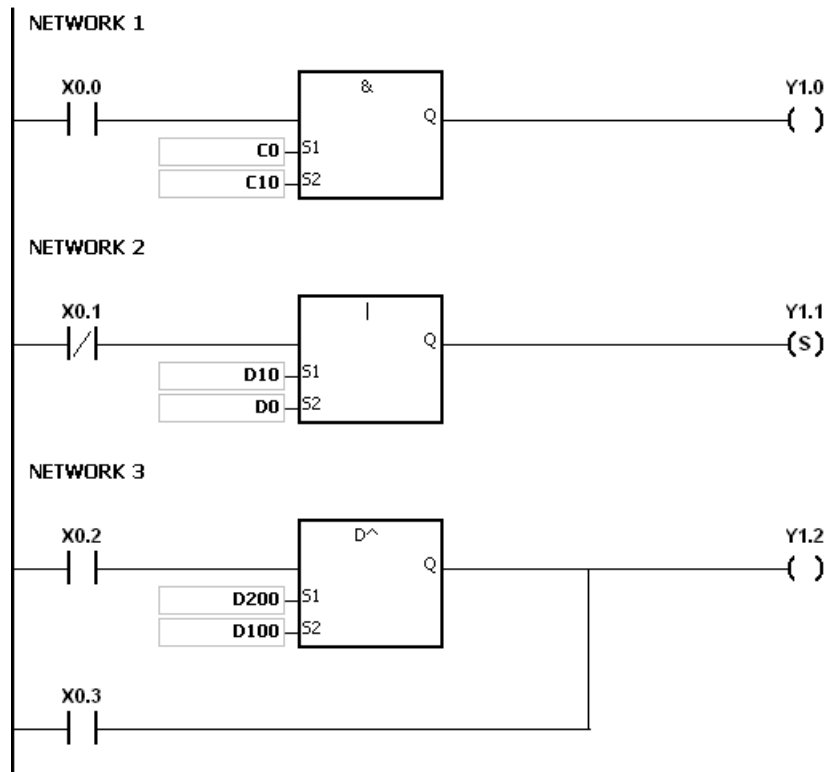 NETWORK 1
X0.0
&
Y1.0
Q
C0 S1
C10 S2
NETWORK 2
X0.1
|
Y1.1
Q
(S)
D10 S1
D0 S2
NETWORK 3
X0.2
D^
Y1.2
Q
D200 S1
D100 S2
X0.3